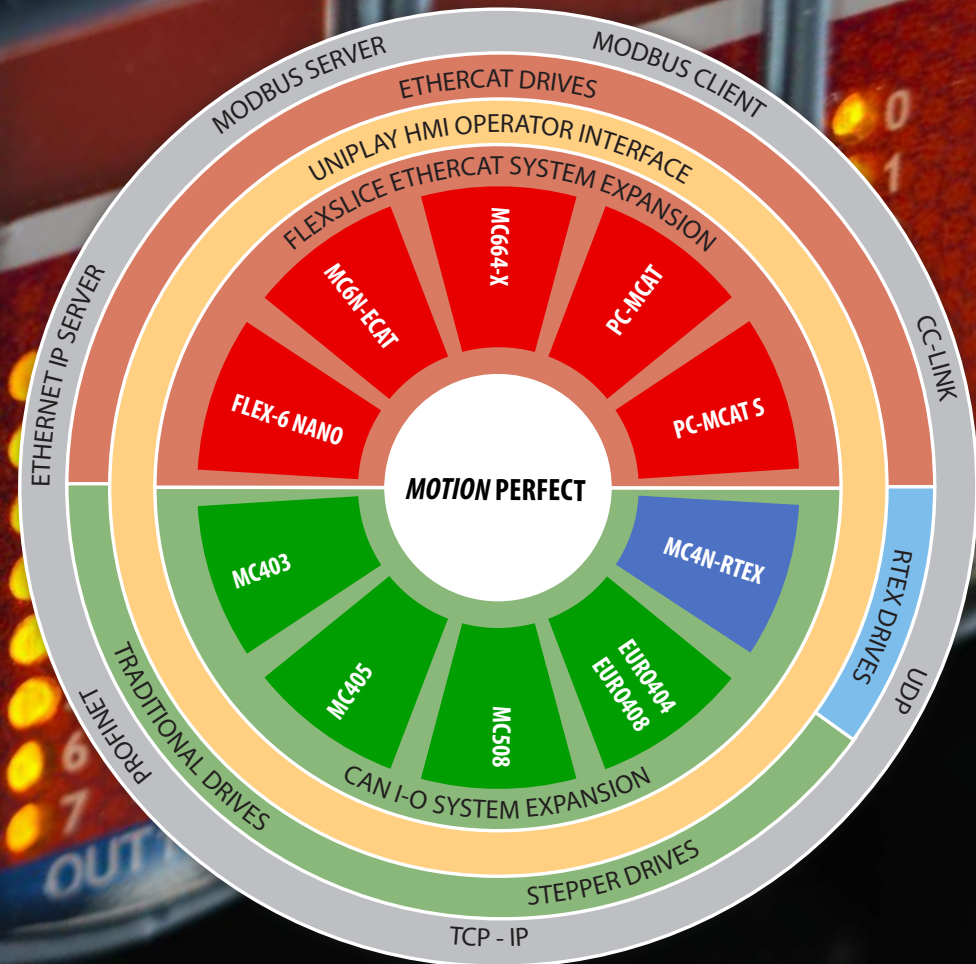 MODBUS SERVER
MODBUS CLIENT
ETHERNET IP SERVER
CC-LINK
UDP
PROFINET
TCP - IP
ETHERCAT DRIVES
RTEX DRIVES
TRADITIONAL DRIVES
STEPPER DRIVES
UNIPLAY HMI OPERATOR INTERFACE
FLEXSLICE ETHERCAT SYSTEM EXPANSION
CAN I-O SYSTEM EXPANSION
FLEX-6 NANO
MC6N-ECAT
MC664-X
PC-MCAT
PC-MCAT S
MOTION PERFECT
MC403
MC405
MC508
EURO404
EURO408
MC4N-RTEX
0
1
6
7
OUT